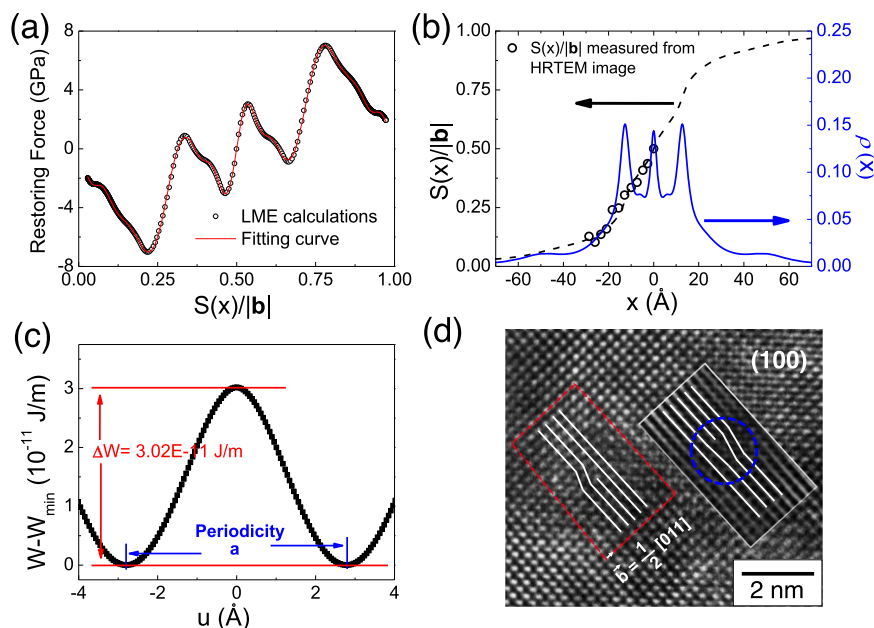 (a)
8
4
0
-4
-8
Restoring Force (GPa)
LME calculations
Fitting curve
0.00 0.25 0.50 0.75 1.00
S(x)/|b|
(b)
1.00
0.75
0.50
0.25
0.00
S(x)/|b|
S(x)/|b| measured from
HRTEM image
0.25
0.20
0.15
0.10
0.05
0.00
ρ(x)
-60 -40 -20 0 20 40 60
x (Å)
(c)
3
2
1
0
W-Wmin (10⁻¹¹ J/m)
ΔW= 3.02E-11 J/m
Periodicity
a
-4 -2 0 2 4
u (Å)
(d)
(100)
b = 1/2 [011]
2 nm